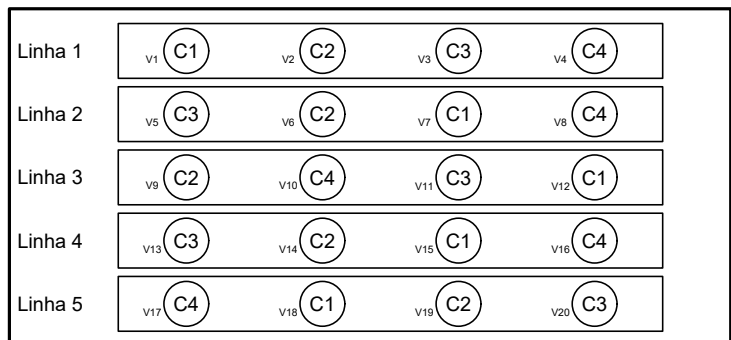 Linha 1 V1 C1 V2 C2 V3 C3 V4 C4
Linha 2 V5 C3 V6 C2 V7 C1 V8 C4
Linha 3 V9 C2 V10 C4 V11 C3 V12 C1
Linha 4 V13 C3 V14 C2 V15 C1 V16 C4
Linha 5 V17 C4 V18 C1 V19 C2 V20 C3